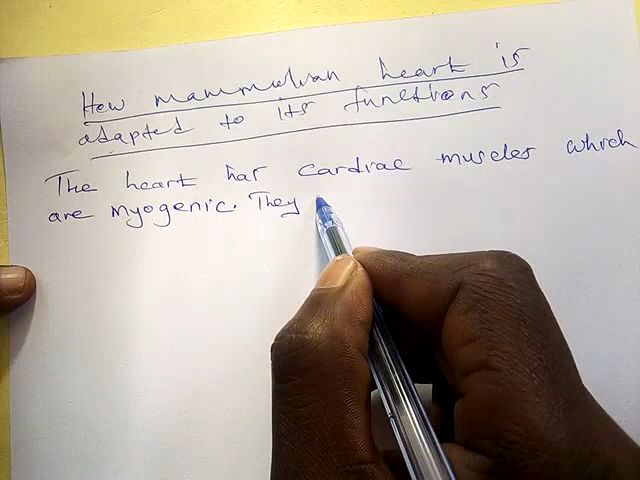 How mammalian heart is
adapted to its functions
The heart has cardiac muscles which
are myogenic. They